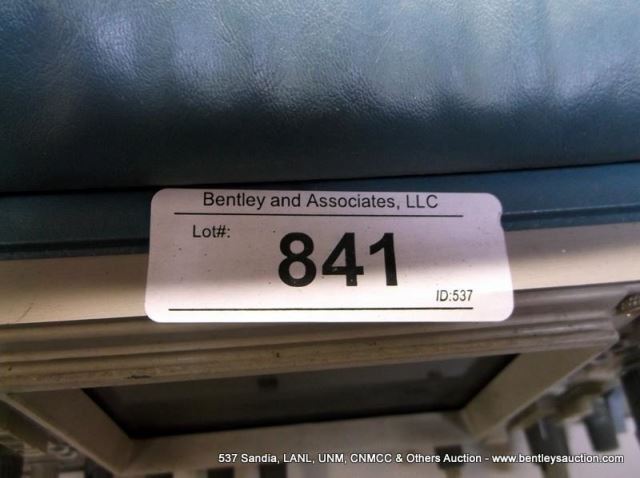 Bentley and Associates, LLC
Lot#:
841
ID:537
537 Sandia, LANL, UNM, CNMCC & Others Auction - www.bentleysauction.com